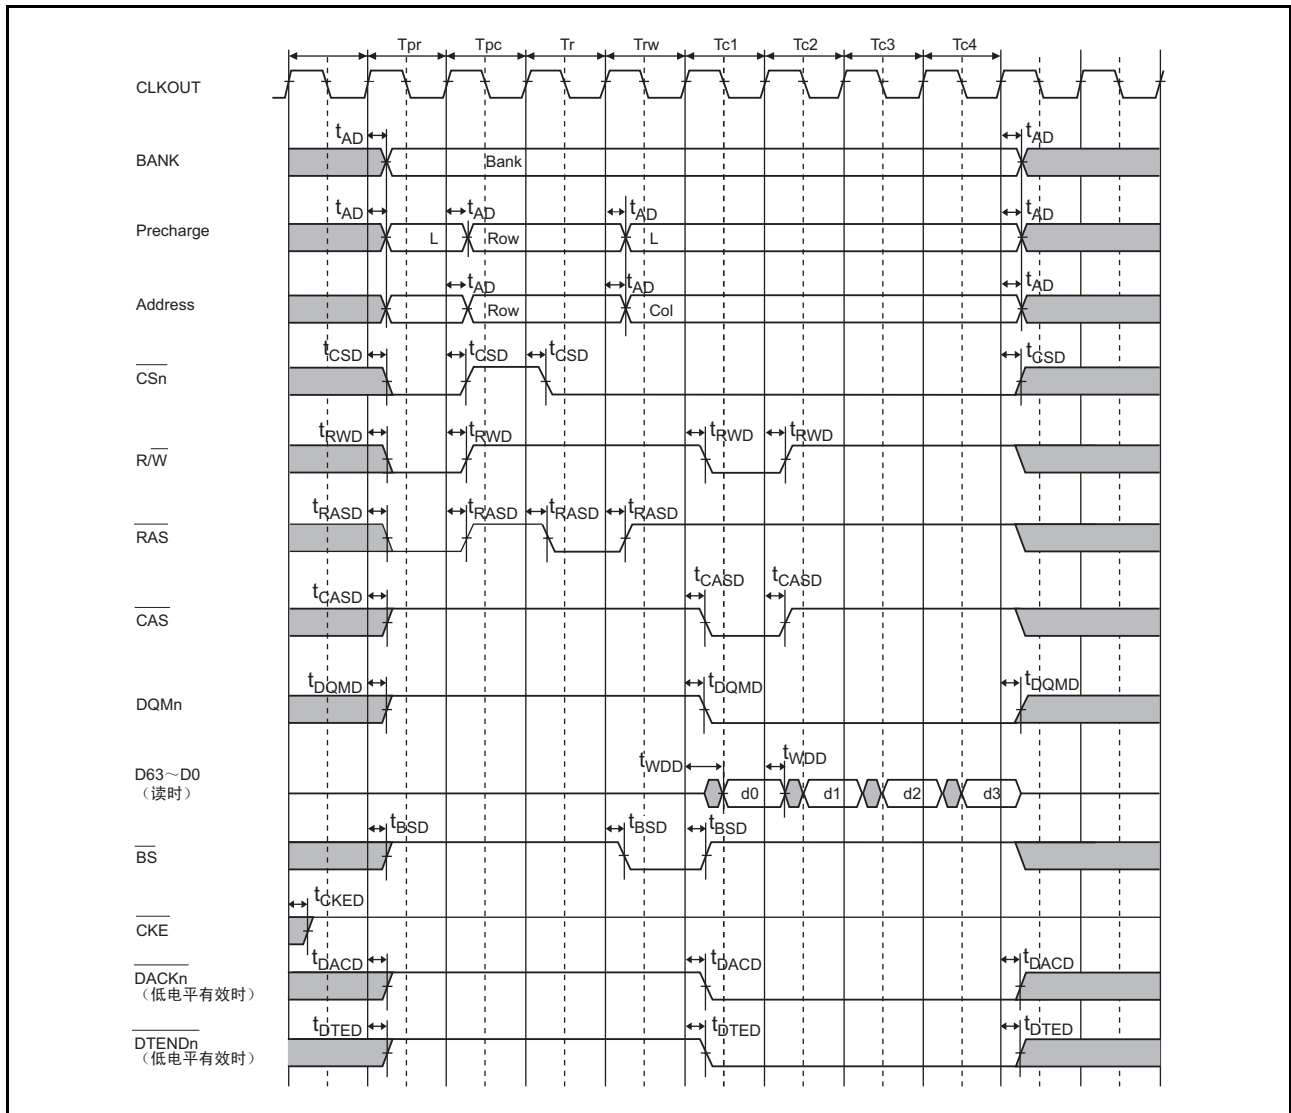 Tpr Tpc Tr Trw Tc1 Tc2 Tc3 Tc4
CLKOUT
tAD tAD
BANK Bank
tAD tAD tAD tAD
Precharge L Row L
tAD tAD tAD
Address Row Col
tCSD tCSD tCSD tCSD
CSn
tRWD tRWD tRWD tRWD
R/W
tRASD tRASD tRASD tRASD
RAS
tCASD tCASD tCASD
CAS
tDQMD tDQMD tDQMD
DQMn
tWDD tWDD
D63～D0
（读时） d0 d1 d2 d3
tBSD tBSD tBSD
BS
tCKED
CKE
tDACD tDACD tDACD
DACKn
（低电平有效时）
tDTED tDTED tDTED
DTENDn
（低电平有效时）